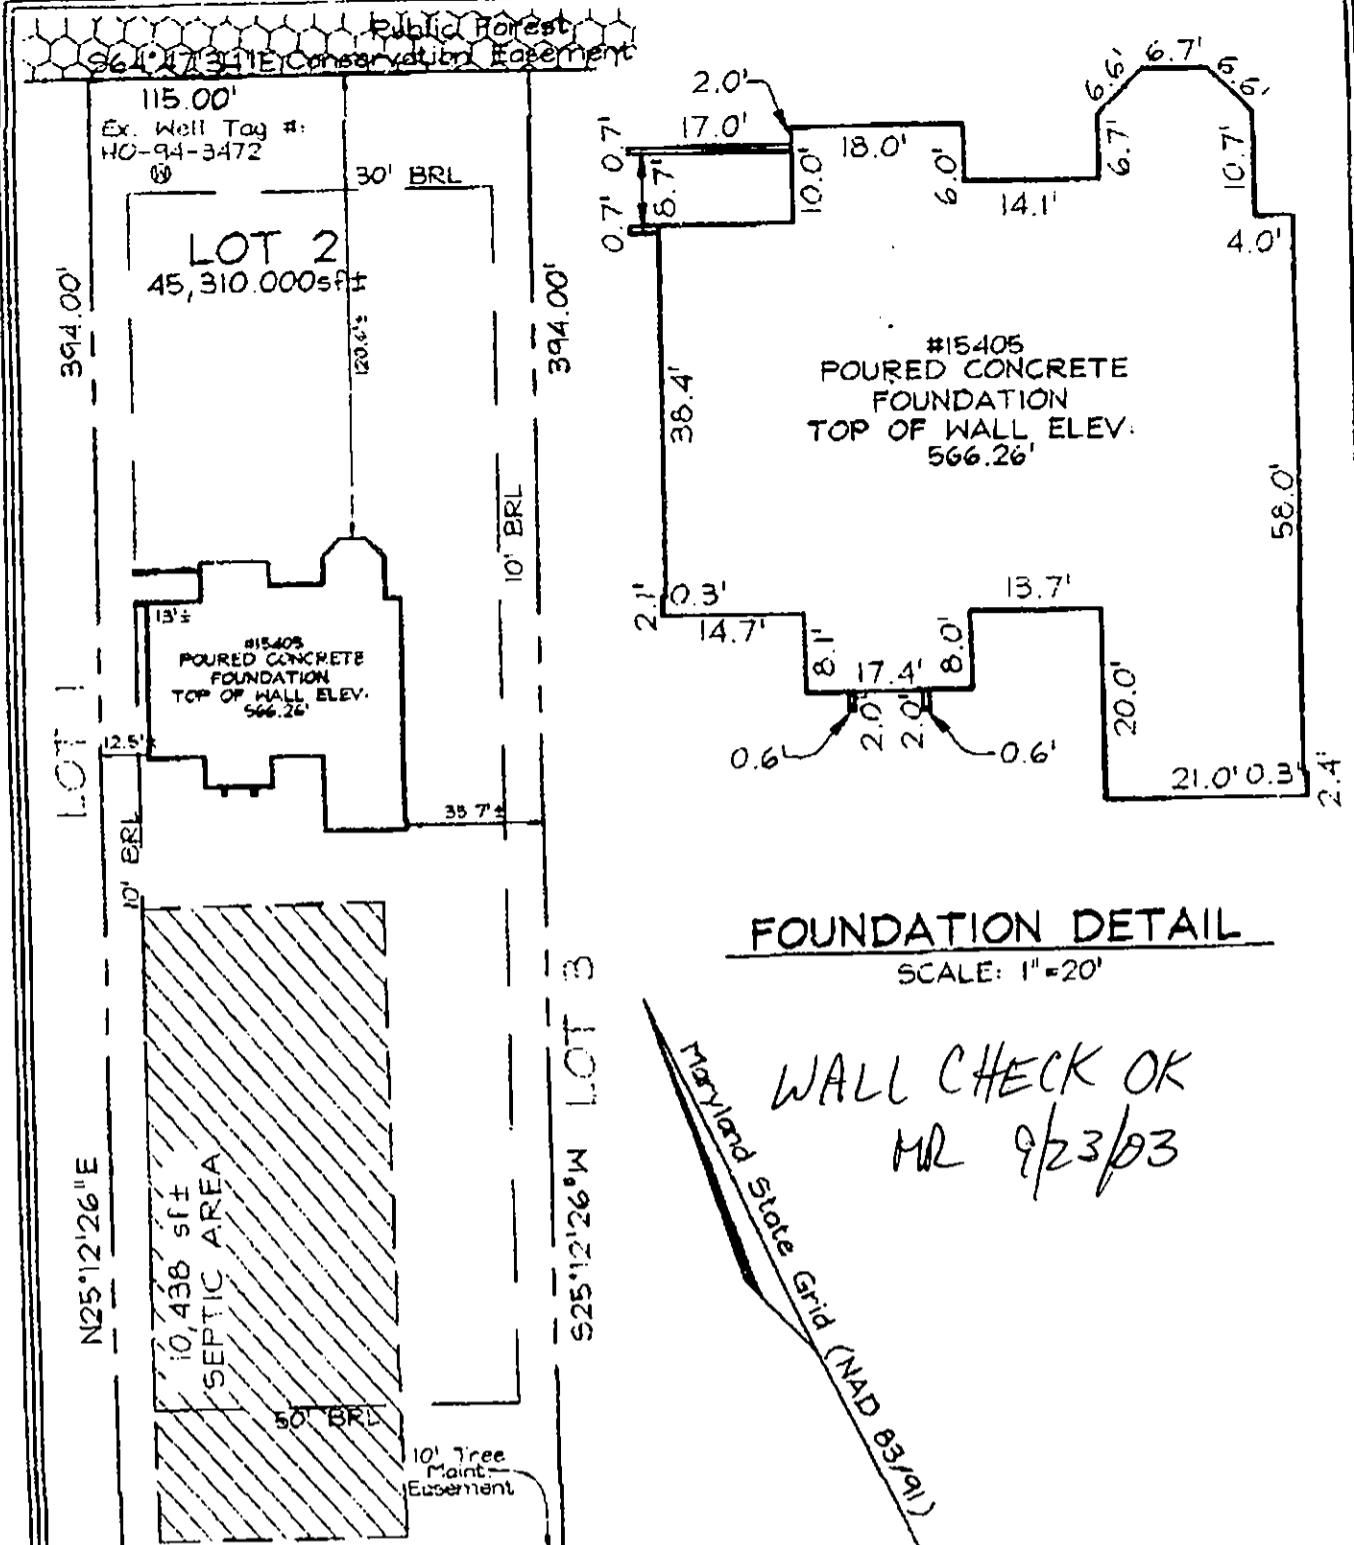 Public Forest
S64°47'34"E Conservation Easement
115.00'
Ex. Well Tag #:
HO-94-3472
W
30' BRL
LOT 2
45,310.000sf±
394.00'
394.00'
120.6'±
10' BRL
13'±
#15405
POURED CONCRETE
FOUNDATION
TOP OF WALL ELEV.
566.26'
LOT 1
12.5'±
35.7'±
10' BRL
LOT 3
N25°12'26"E
S25°12'26"W
10,438 sf±
SEPTIC AREA
50' BRL
10' Tree
Maint.
Easement
2.0'
17.0'
0.7'
8.7'
0.7'
18.0'
10.0'
6.0'
14.1'
6.7'
6.6'
6.7'
6.6'
10.7'
4.0'
38.4'
#15405
POURED CONCRETE
FOUNDATION
TOP OF WALL ELEV.
566.26'
58.0'
2.1'
0.3'
14.7'
8.1'
17.4'
8.0'
13.7'
2.0'
2.0'
0.6'
0.6'
20.0'
21.0'
0.3'
2.4'
FOUNDATION DETAIL
SCALE: 1"=20'
WALL CHECK OK
MR 9/23/03
Maryland State Grid (NAD 83/91)